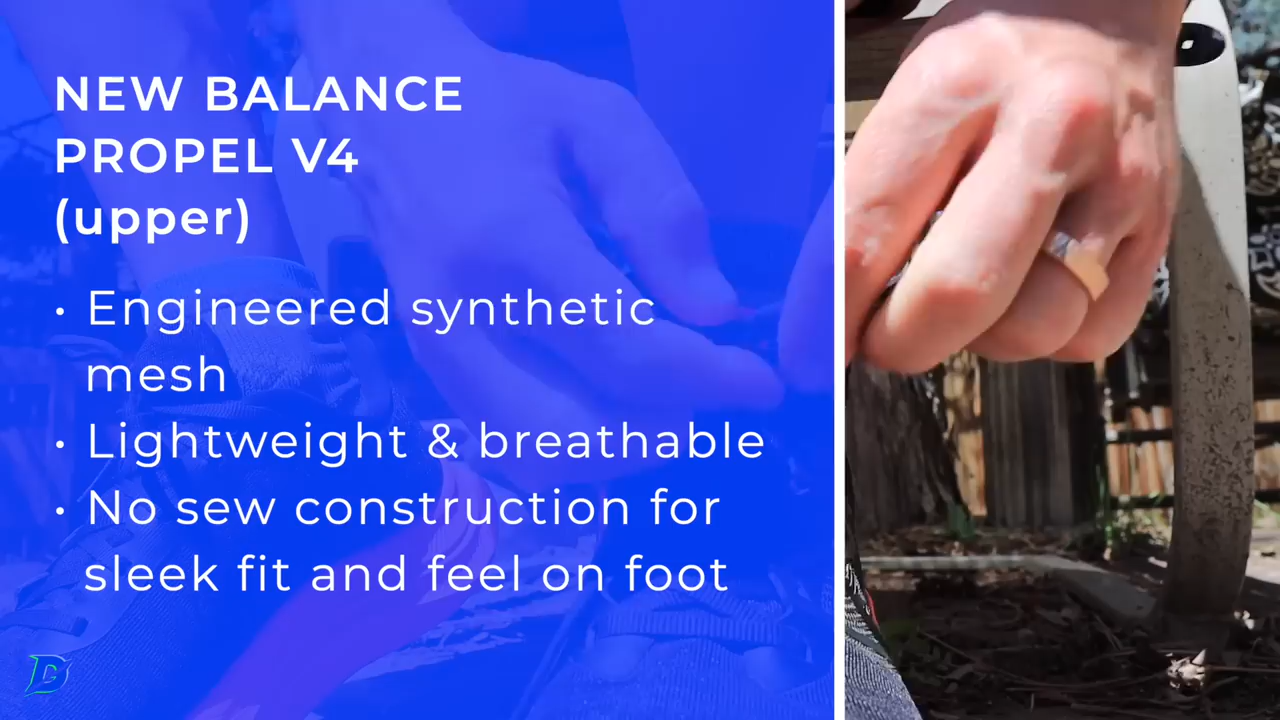 NEW BALANCE
PROPEL V4
(upper)
• Engineered synthetic
mesh
• Lightweight & breathable
• No sew construction for
sleek fit and feel on foot